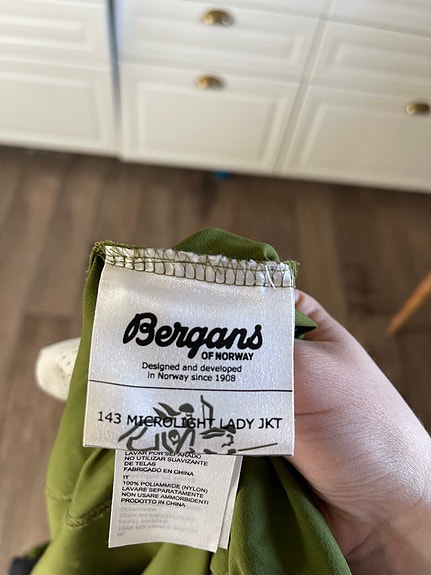 Bergans
OF NORWAY
Designed and developed
in Norway since 1908
143 MICROLIGHT LADY JKT
LAVAR POR SEPARADO
NO UTILIZAR SUAVIZANTE
DE TELAS
FABRICADO EN CHINA
IT
100% POLIAMMIDE (NYLON)
LAVARE SEPARATAMENTE
NON USARE AMMORBIDENTI
PRODOTTO IN CHINA